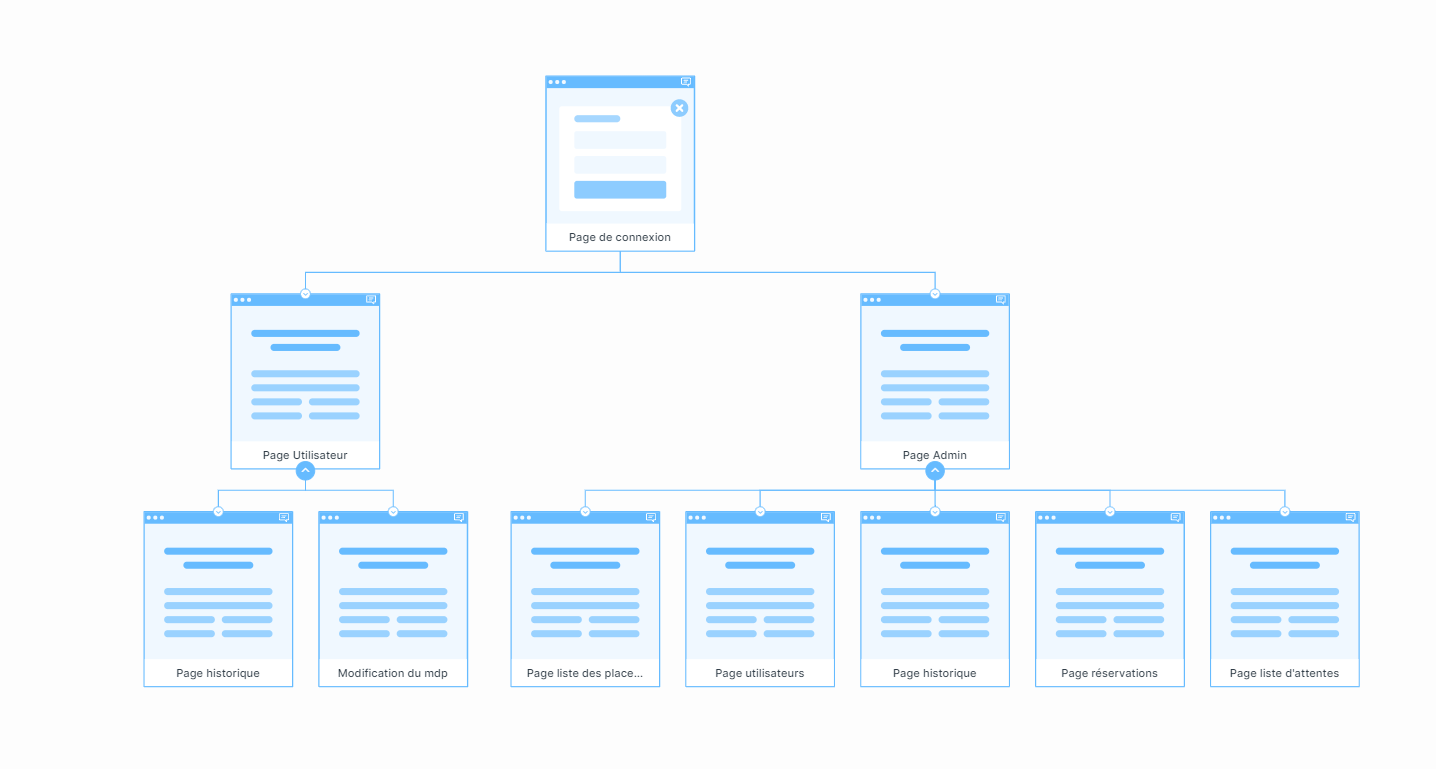 Page de connexion
Page Utilisateur
Page Admin
Page historique
Modification du mdp
Page liste des place...
Page utilisateurs
Page historique
Page réservations
Page liste d'attentes